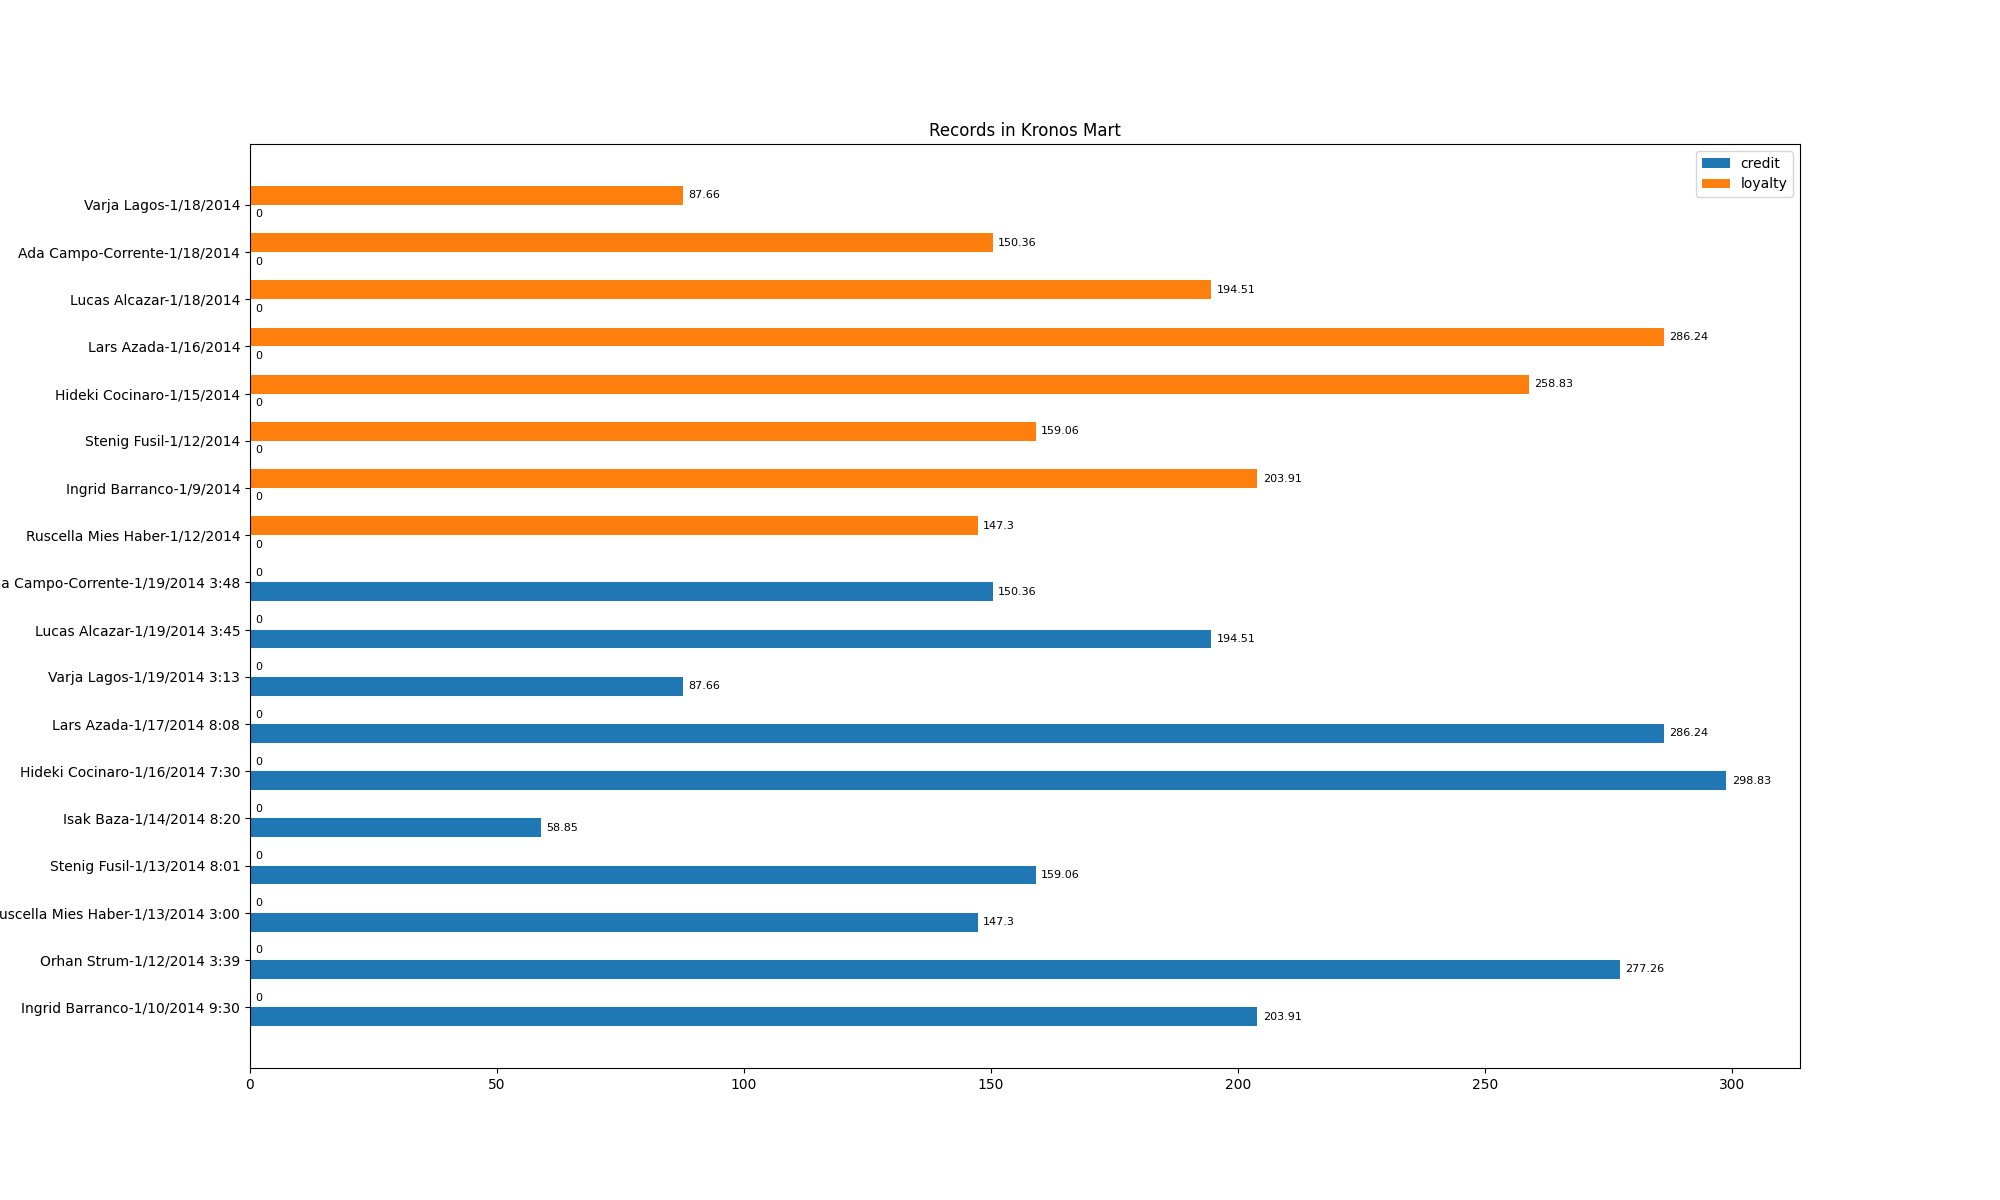 Records in Kronos Mart
credit
loyalty
Varja Lagos-1/18/2014
87.66
0
Ada Campo-Corrente-1/18/2014
150.36
0
Lucas Alcazar-1/18/2014
194.51
0
Lars Azada-1/16/2014
286.24
0
Hideki Cocinaro-1/15/2014
258.83
0
Stenig Fusil-1/12/2014
159.06
0
Ingrid Barranco-1/9/2014
203.91
0
Ruscella Mies Haber-1/12/2014
147.3
0
a Campo-Corrente-1/19/2014 3:48
0
150.36
Lucas Alcazar-1/19/2014 3:45
0
194.51
Varja Lagos-1/19/2014 3:13
0
87.66
Lars Azada-1/17/2014 8:08
0
286.24
Hideki Cocinaro-1/16/2014 7:30
0
298.83
Isak Baza-1/14/2014 8:20
0
58.85
Stenig Fusil-1/13/2014 8:01
0
159.06
uscella Mies Haber-1/13/2014 3:00
0
147.3
Orhan Strum-1/12/2014 3:39
0
277.26
Ingrid Barranco-1/10/2014 9:30
0
203.91
0 50 100 150 200 250 300